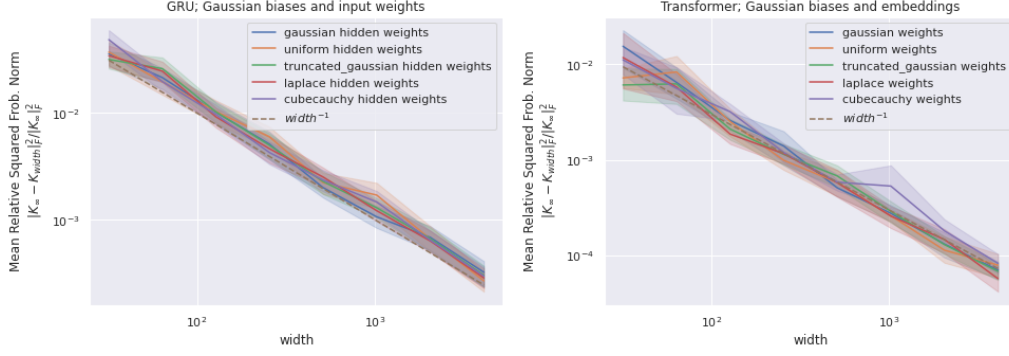 GRU; Gaussian biases and input weights
Mean Relative Squared Frob. Norm
|K∞ − K_width|²_F/|K∞|²_F
gaussian hidden weights
uniform hidden weights
truncated_gaussian hidden weights
laplace hidden weights
cubecauchy hidden weights
width⁻¹
10⁻²
10⁻³
10²
10³
width
Transformer; Gaussian biases and embeddings
Mean Relative Squared Frob. Norm
|K∞ − K_width|²_F/|K∞|²_F
gaussian weights
uniform weights
truncated_gaussian weights
laplace weights
cubecauchy weights
width⁻¹
10⁻²
10⁻³
10⁻⁴
10²
10³
width